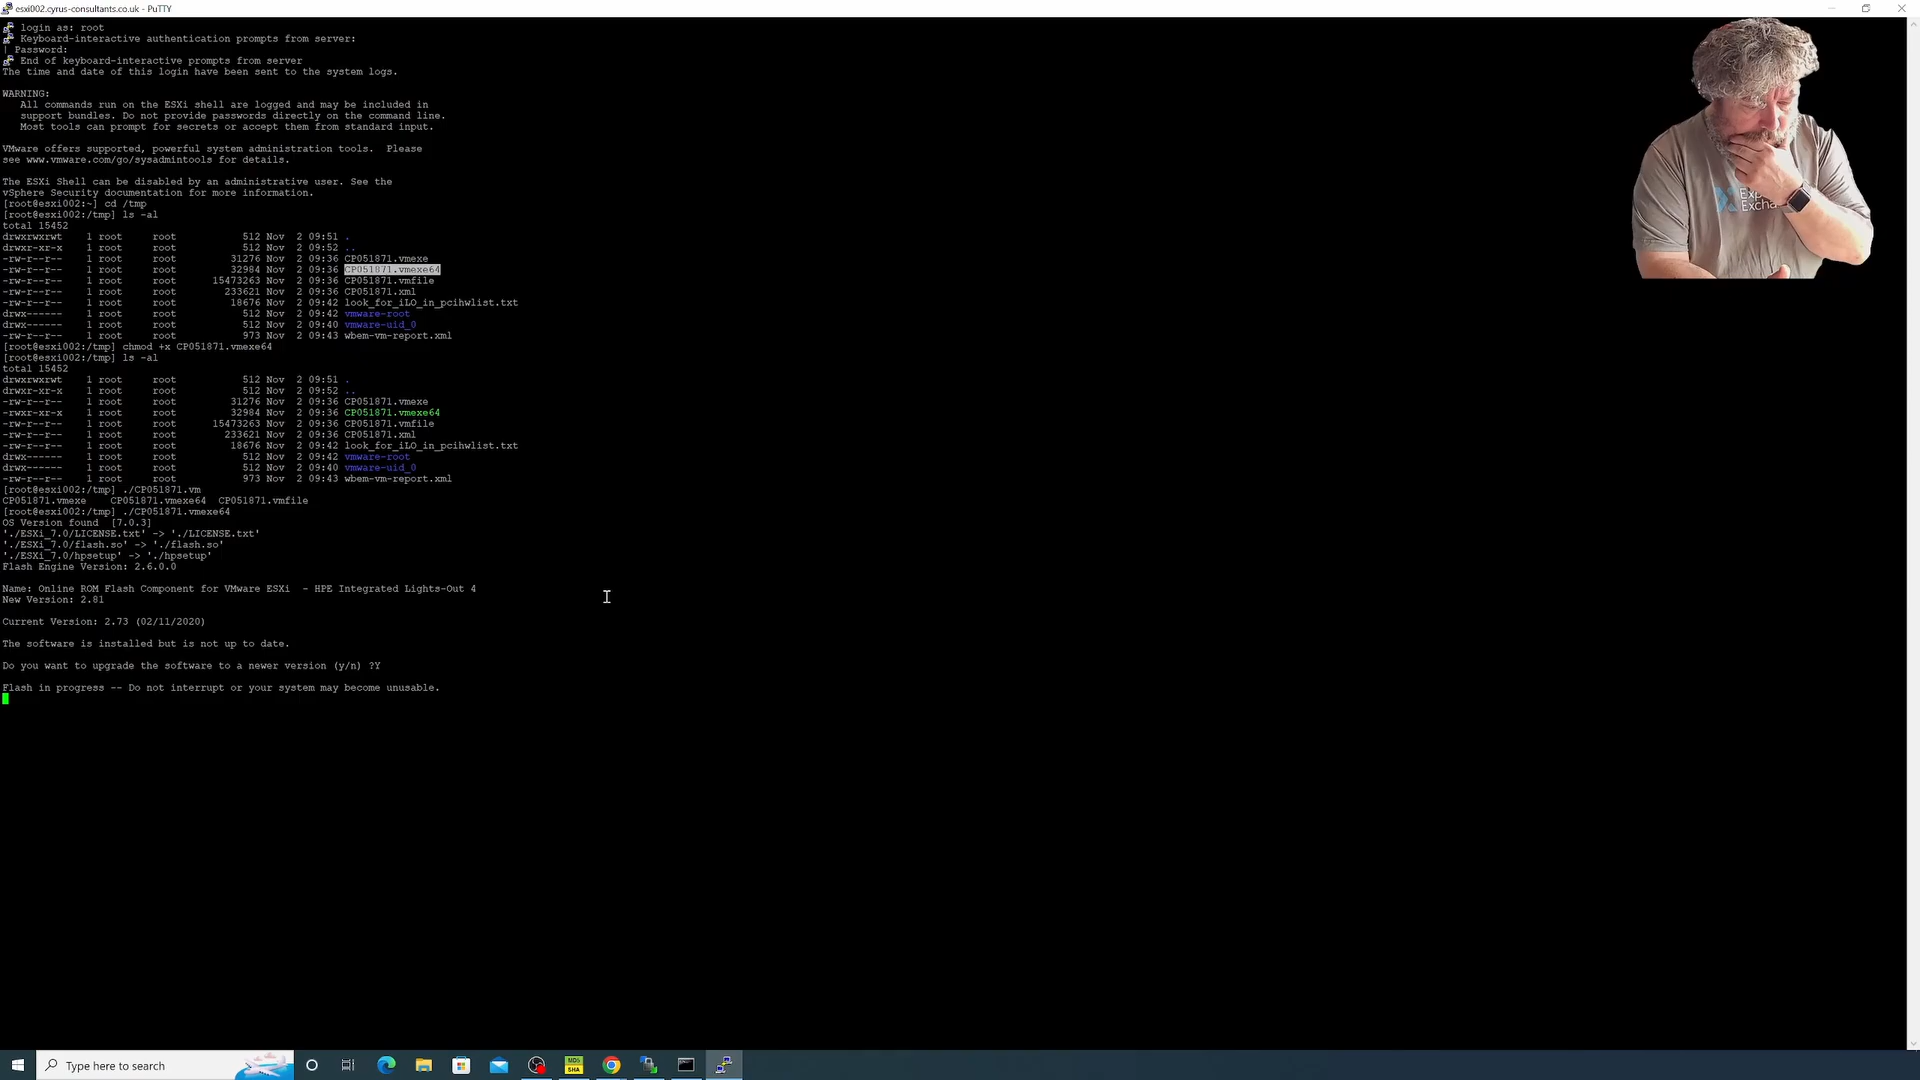 esxi002.cyrus-consultants.co.uk - PuTTY
login as: root
Keyboard-interactive authentication prompts from server:
| Password:
End of keyboard-interactive prompts from server
The time and date of this login have been sent to the system logs.
WARNING:
All commands run on the ESXi shell are logged and may be included in
support bundles. Do not provide passwords directly on the command line.
Most tools can prompt for secrets or accept them from standard input.
VMware offers supported, powerful system administration tools.  Please
see www.vmware.com/go/sysadmintools for details.
The ESXi Shell can be disabled by an administrative user. See the
vSphere Security documentation for more information.
[root@esxi002:~] cd /tmp
[root@esxi002:/tmp] ls -al
total 15452
drwxrwxrwt    1 root     root           512 Nov  2 09:51 .
drwxr-xr-x    1 root     root           512 Nov  2 09:52 ..
-rw-r--r--    1 root     root         31276 Nov  2 09:36 CP051871.vmexe
-rw-r--r--    1 root     root         32984 Nov  2 09:36 CP051871.vmexe64
-rw-r--r--    1 root     root      15473263 Nov  2 09:36 CP051871.vmfile
-rw-r--r--    1 root     root        233621 Nov  2 09:36 CP051871.xml
-rw-r--r--    1 root     root         18676 Nov  2 09:42 look_for_iLO_in_pcihwlist.txt
drwx------    1 root     root           512 Nov  2 09:42 vmware-root
drwx------    1 root     root           512 Nov  2 09:40 vmware-uid_0
-rw-r--r--    1 root     root           973 Nov  2 09:43 wbem-vm-report.xml
[root@esxi002:/tmp] chmod +x CP051871.vmexe64
[root@esxi002:/tmp] ls -al
total 15452
drwxrwxrwt    1 root     root           512 Nov  2 09:51 .
drwxr-xr-x    1 root     root           512 Nov  2 09:52 ..
-rw-r--r--    1 root     root         31276 Nov  2 09:36 CP051871.vmexe
-rwxr-xr-x    1 root     root         32984 Nov  2 09:36 CP051871.vmexe64
-rw-r--r--    1 root     root      15473263 Nov  2 09:36 CP051871.vmfile
-rw-r--r--    1 root     root        233621 Nov  2 09:36 CP051871.xml
-rw-r--r--    1 root     root         18676 Nov  2 09:42 look_for_iLO_in_pcihwlist.txt
drwx------    1 root     root           512 Nov  2 09:42 vmware-root
drwx------    1 root     root           512 Nov  2 09:40 vmware-uid_0
-rw-r--r--    1 root     root           973 Nov  2 09:43 wbem-vm-report.xml
[root@esxi002:/tmp] ./CP051871.vm
CP051871.vmexe    CP051871.vmexe64  CP051871.vmfile
[root@esxi002:/tmp] ./CP051871.vmexe64
OS Version found  [7.0.3]
'./ESXi_7.0/LICENSE.txt' -> './LICENSE.txt'
'./ESXi_7.0/flash.so' -> './flash.so'
'./ESXi_7.0/hpsetup' -> './hpsetup'
Flash Engine Version: 2.6.0.0
Name: Online ROM Flash Component for VMware ESXi  - HPE Integrated Lights-Out 4
New Version: 2.81
Current Version: 2.73 (02/11/2020)
The software is installed but is not up to date.
Do you want to upgrade the software to a newer version (y/n) ?Y
Flash in progress -- Do not interrupt or your system may become unusable.
Type here to search
MD5
SHA